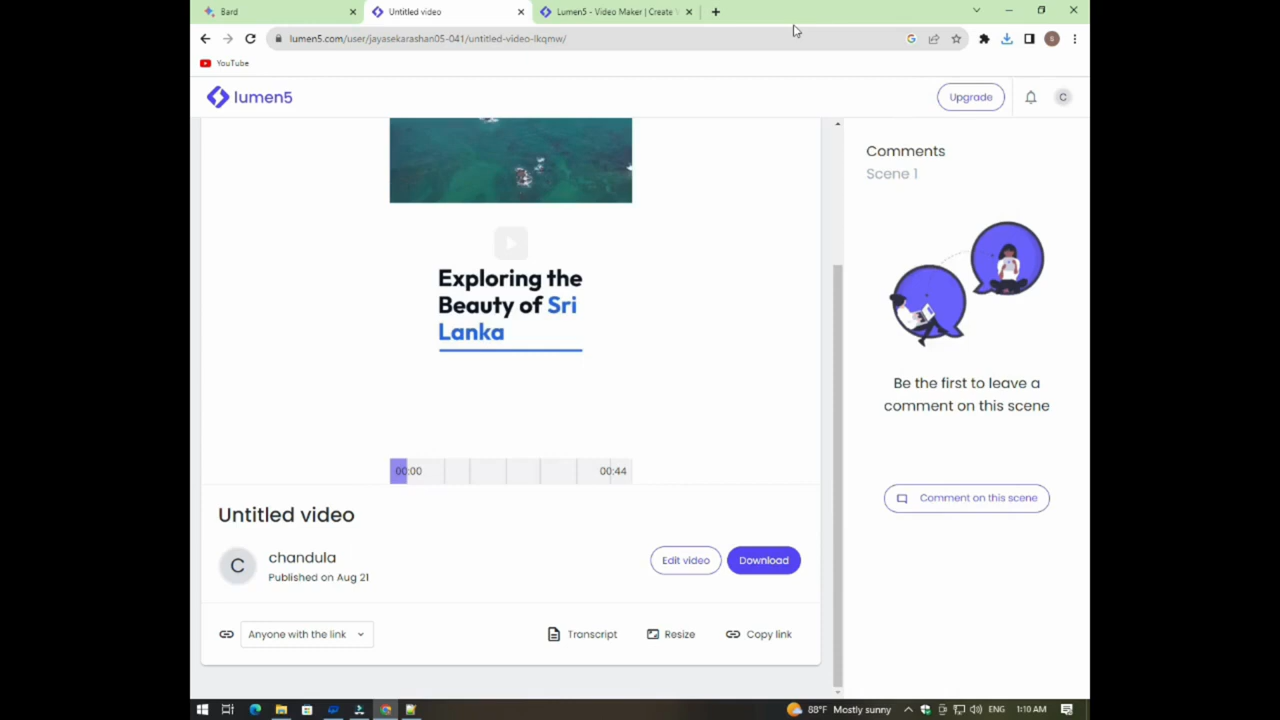 Bard
Untitled video
Lumen5 - Video Maker | Create V
lumen5.com/user/jayasekarashan05-041/untitled-video-lkqmw/
YouTube
lumen5
Upgrade
C
Comments
Scene 1
Exploring the
Beauty of Sri
Lanka
Be the first to leave a
comment on this scene
00:00
00:44
Comment on this scene
Untitled video
C
chandula
Published on Aug 21
Edit video
Download
Anyone with the link
Transcript
Resize
Copy link
88°F Mostly sunny
ENG
1:10 AM